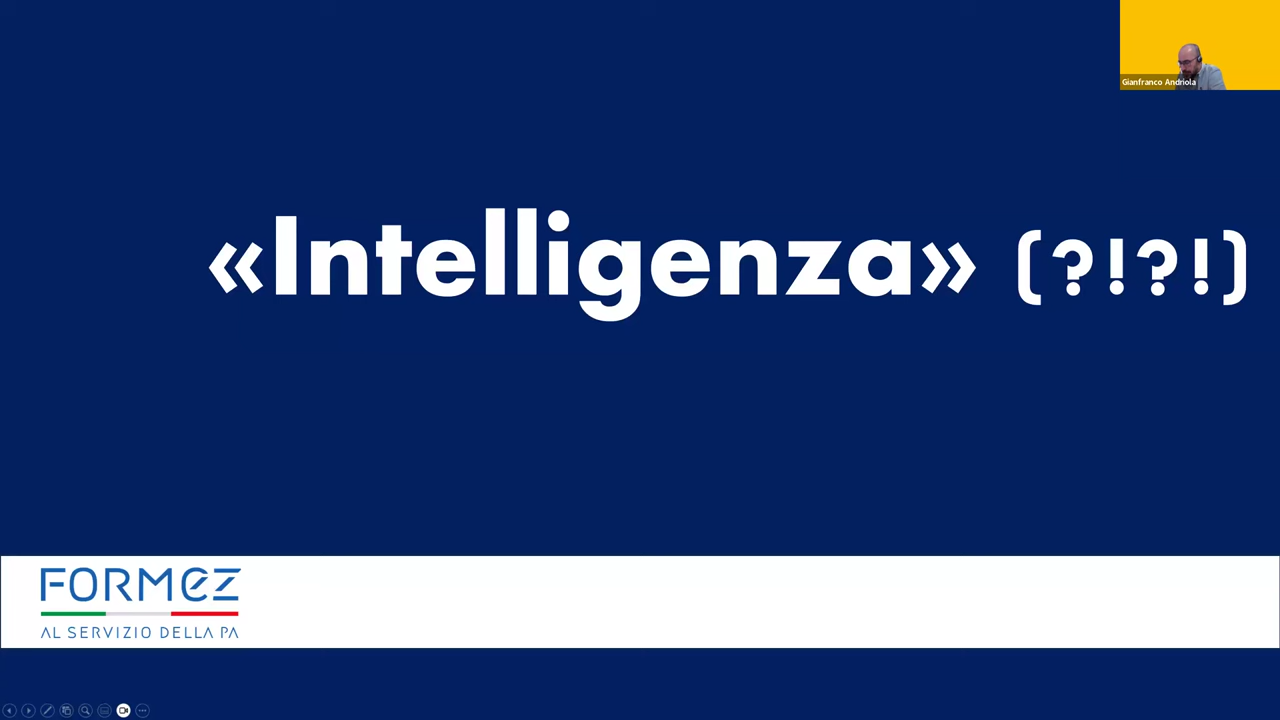 Gianfranco Andriola
«Intelligenza» (?!?!)
FORMEZ
AL SERVIZIO DELLA PA